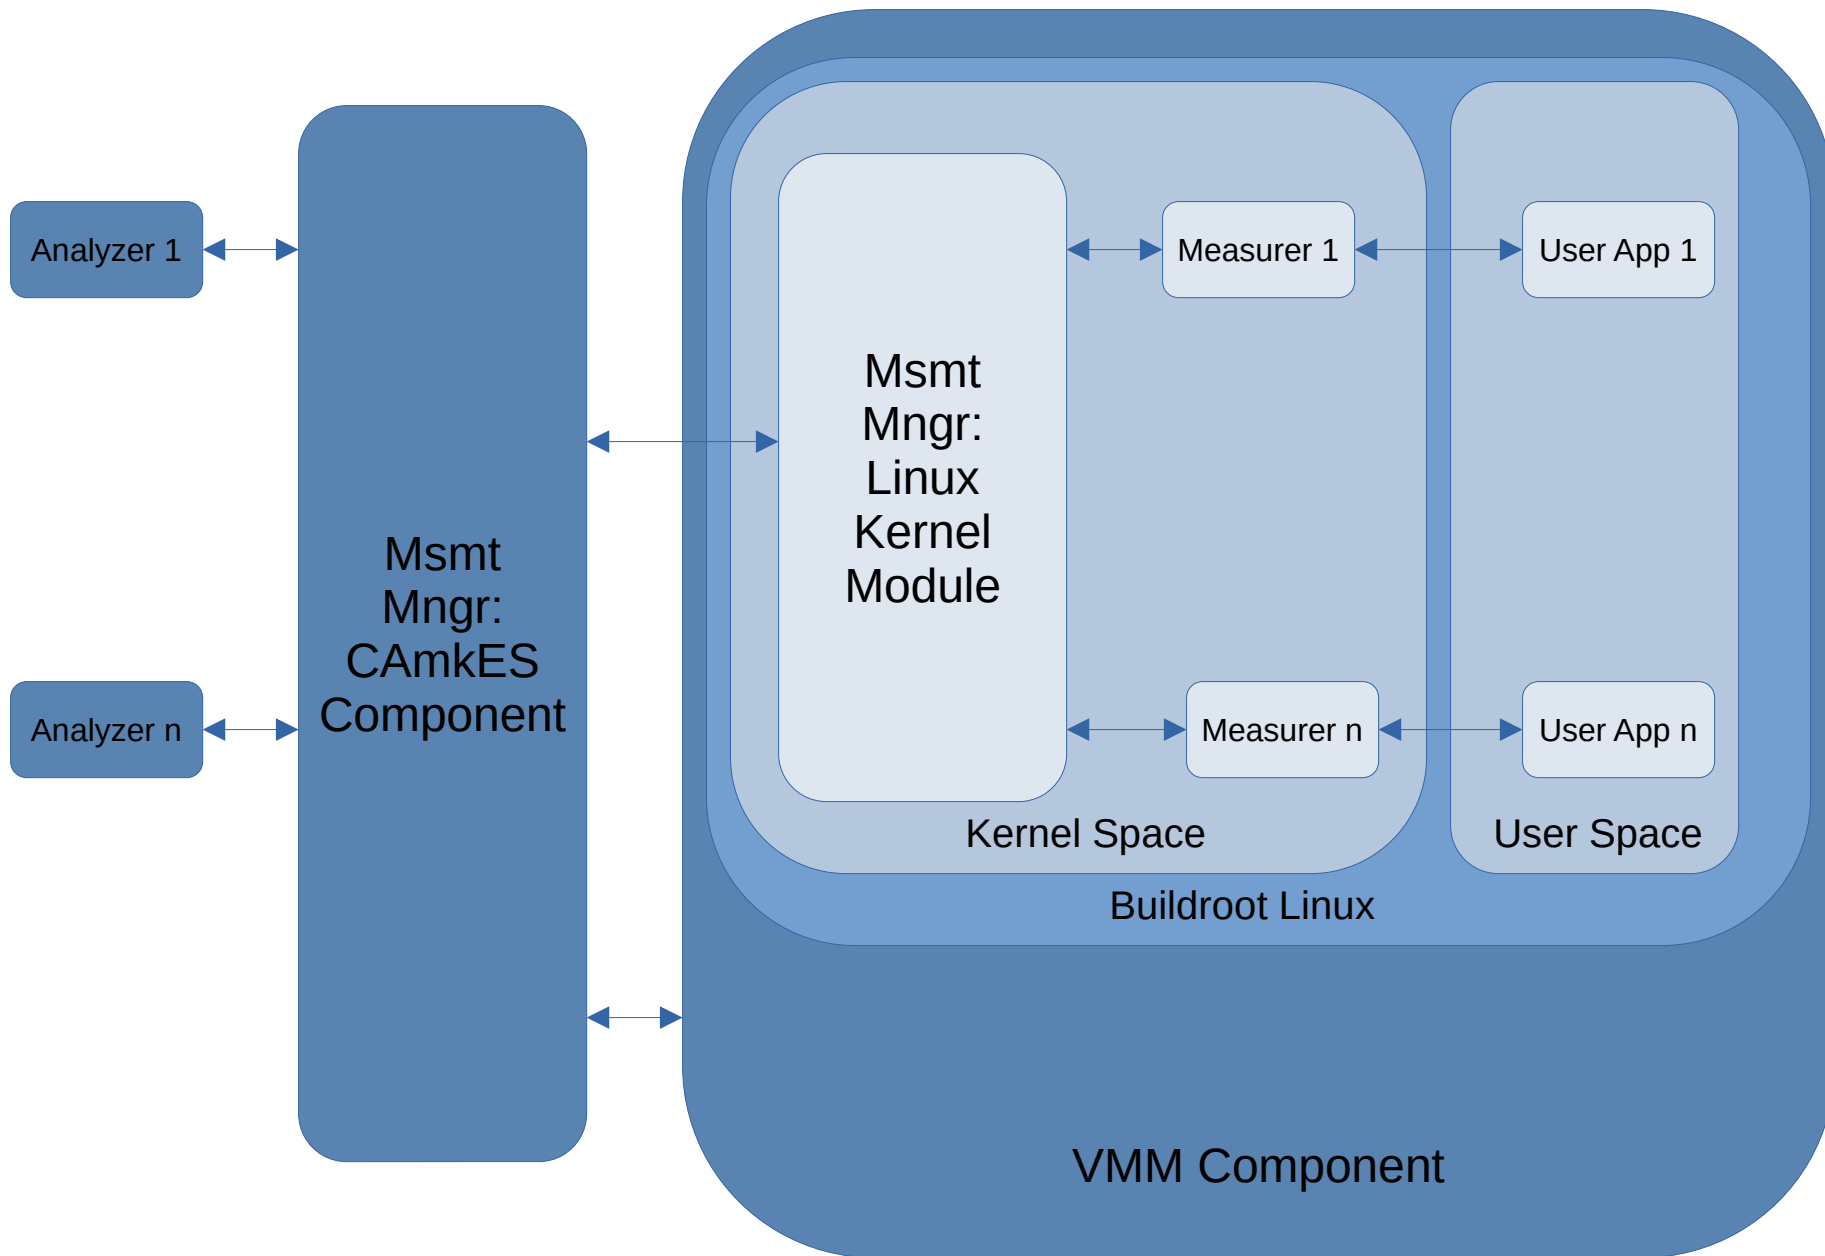 Analyzer 1
Analyzer n
Msmt
Mngr:
CAmkES
Component
Msmt
Mngr:
Linux
Kernel
Module
Measurer 1
Measurer n
Kernel Space
User App 1
User App n
User Space
Buildroot Linux
VMM Component